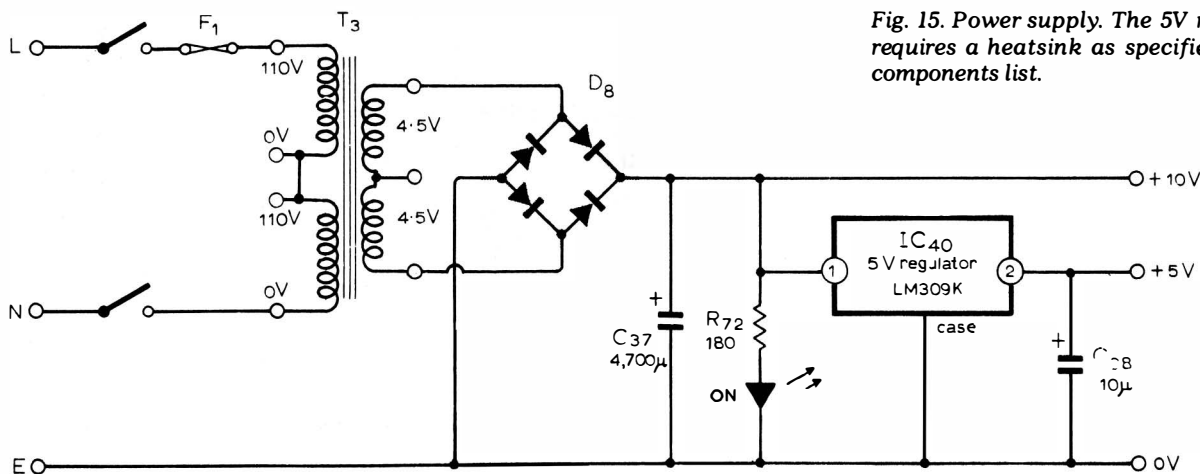 Fig. 15. Power supply. The 5V
requires a heatsink as specifie
components list.
L
F1
T3
110V
0V
110V
0V
N
E
4·5V
4·5V
D8
+10V
IC40
5V regulator
LM309K
1
2
case
+5V
+
C37
4,700μ
R72
180
ON
+
10μ
0V